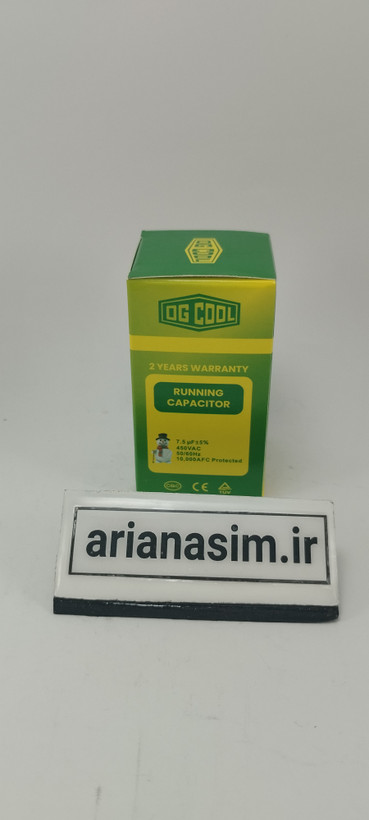 OG COOL
OG COOL
2 YEARS WARRANTY
RUNNING
CAPACITOR
7.5 µF±5%
450VAC
50/60Hz
10,000AFC Protected
CE
arianasim.ir